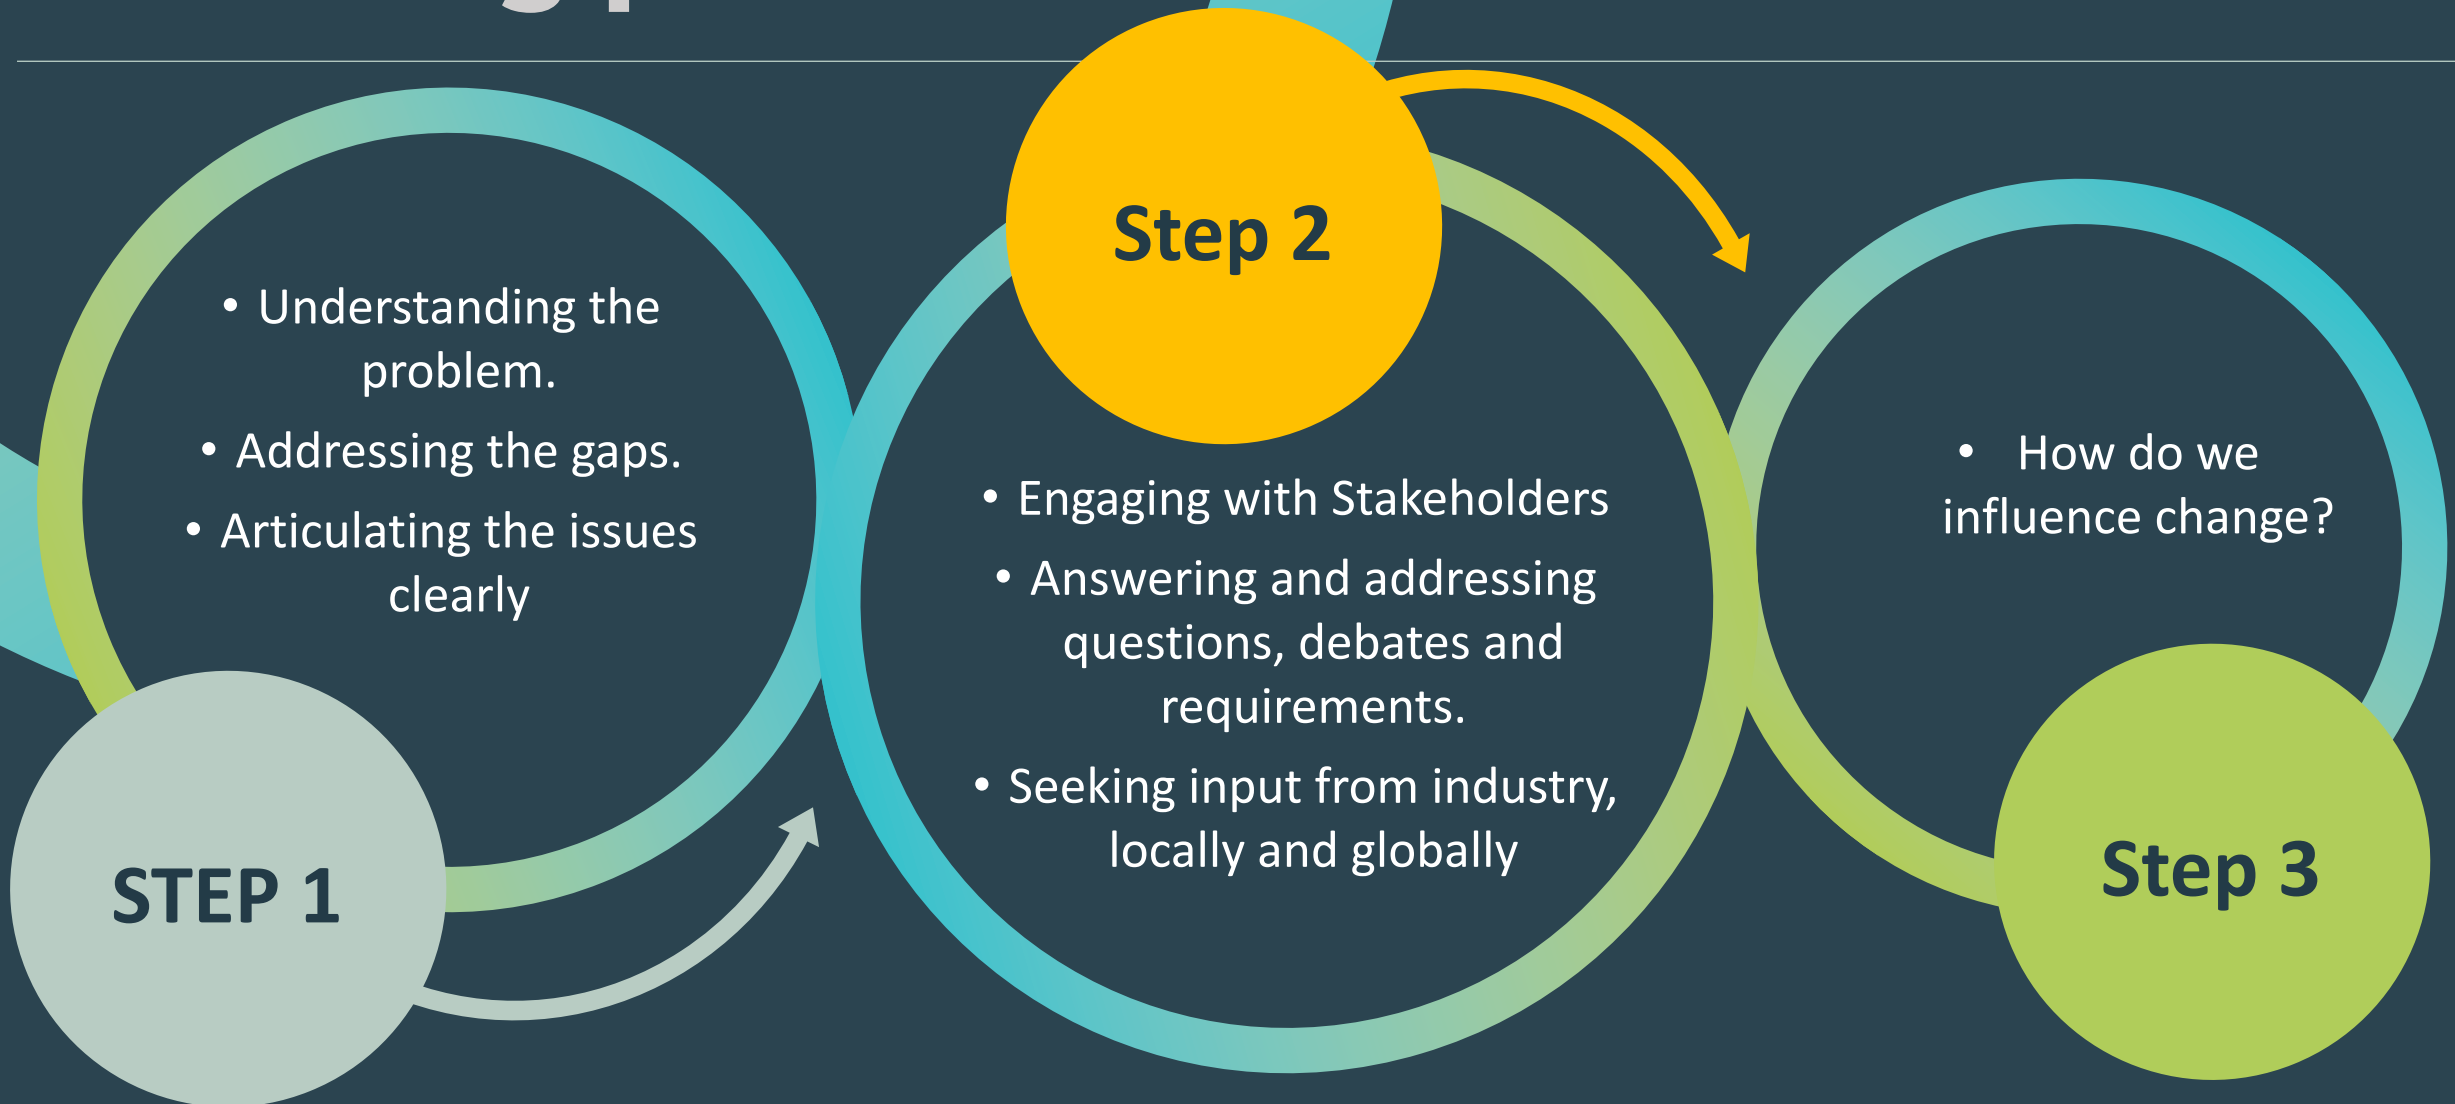 • Understanding the
problem.
• Addressing the gaps.
• Articulating the issues
clearly
STEP 1
Step 2
• Engaging with Stakeholders
• Answering and addressing
questions, debates and
requirements.
• Seeking input from industry,
locally and globally
• How do we
influence change?
Step 3